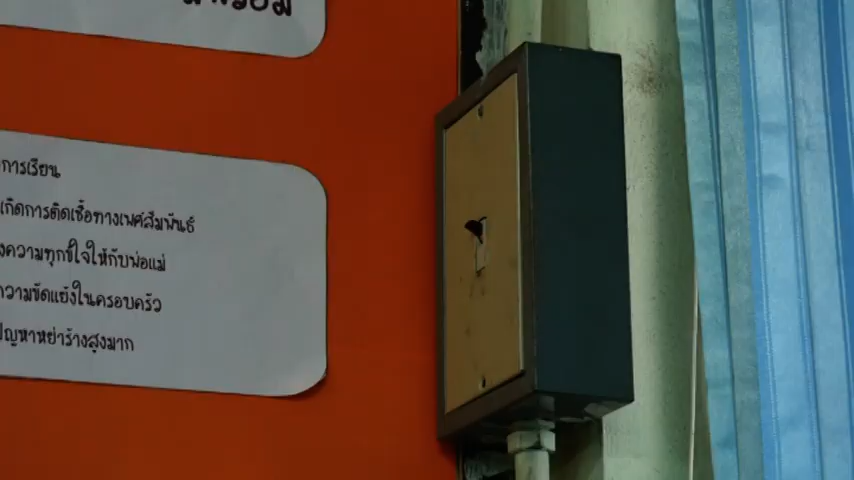 การเรียน
เกิดการติดเชื้อทางเพศสัมพันธ์
ความทุกข์ใจให้กับพ่อแม่
ความขัดแย้งในครอบครัว
ปัญหาหย่าร้างสูงมาก